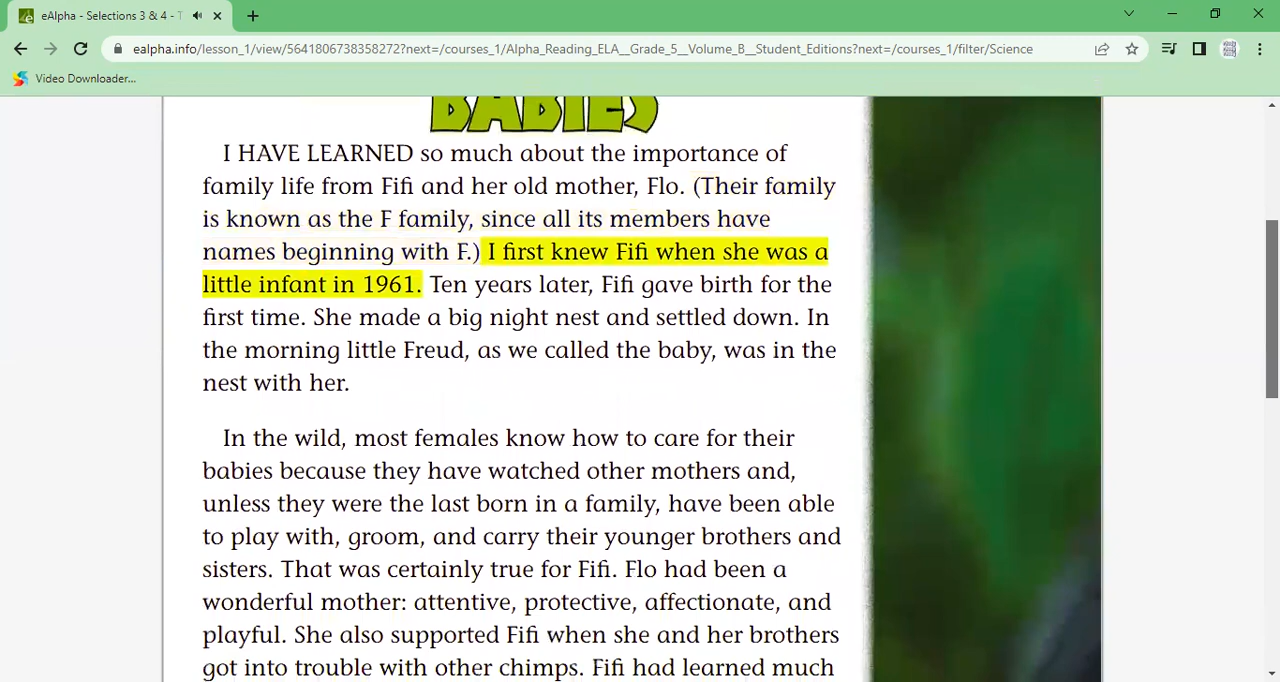 eAlpha - Selections 3 & 4 - T
ealpha.info/lesson_1/view/5641806738358272?next=/courses_1/Alpha_Reading_ELA__Grade_5__Volume_B__Student_Editions?next=/courses_1/filter/Science
Video Downloader...
BABIES
I HAVE LEARNED so much about the importance of
family life from Fifi and her old mother, Flo. (Their family
is known as the F family, since all its members have
names beginning with F.) I first knew Fifi when she was a
little infant in 1961. Ten years later, Fifi gave birth for the
first time. She made a big night nest and settled down. In
the morning little Freud, as we called the baby, was in the
nest with her.
In the wild, most females know how to care for their
babies because they have watched other mothers and,
unless they were the last born in a family, have been able
to play with, groom, and carry their younger brothers and
sisters. That was certainly true for Fifi. Flo had been a
wonderful mother: attentive, protective, affectionate, and
playful. She also supported Fifi when she and her brothers
got into trouble with other chimps. Fifi had learned much